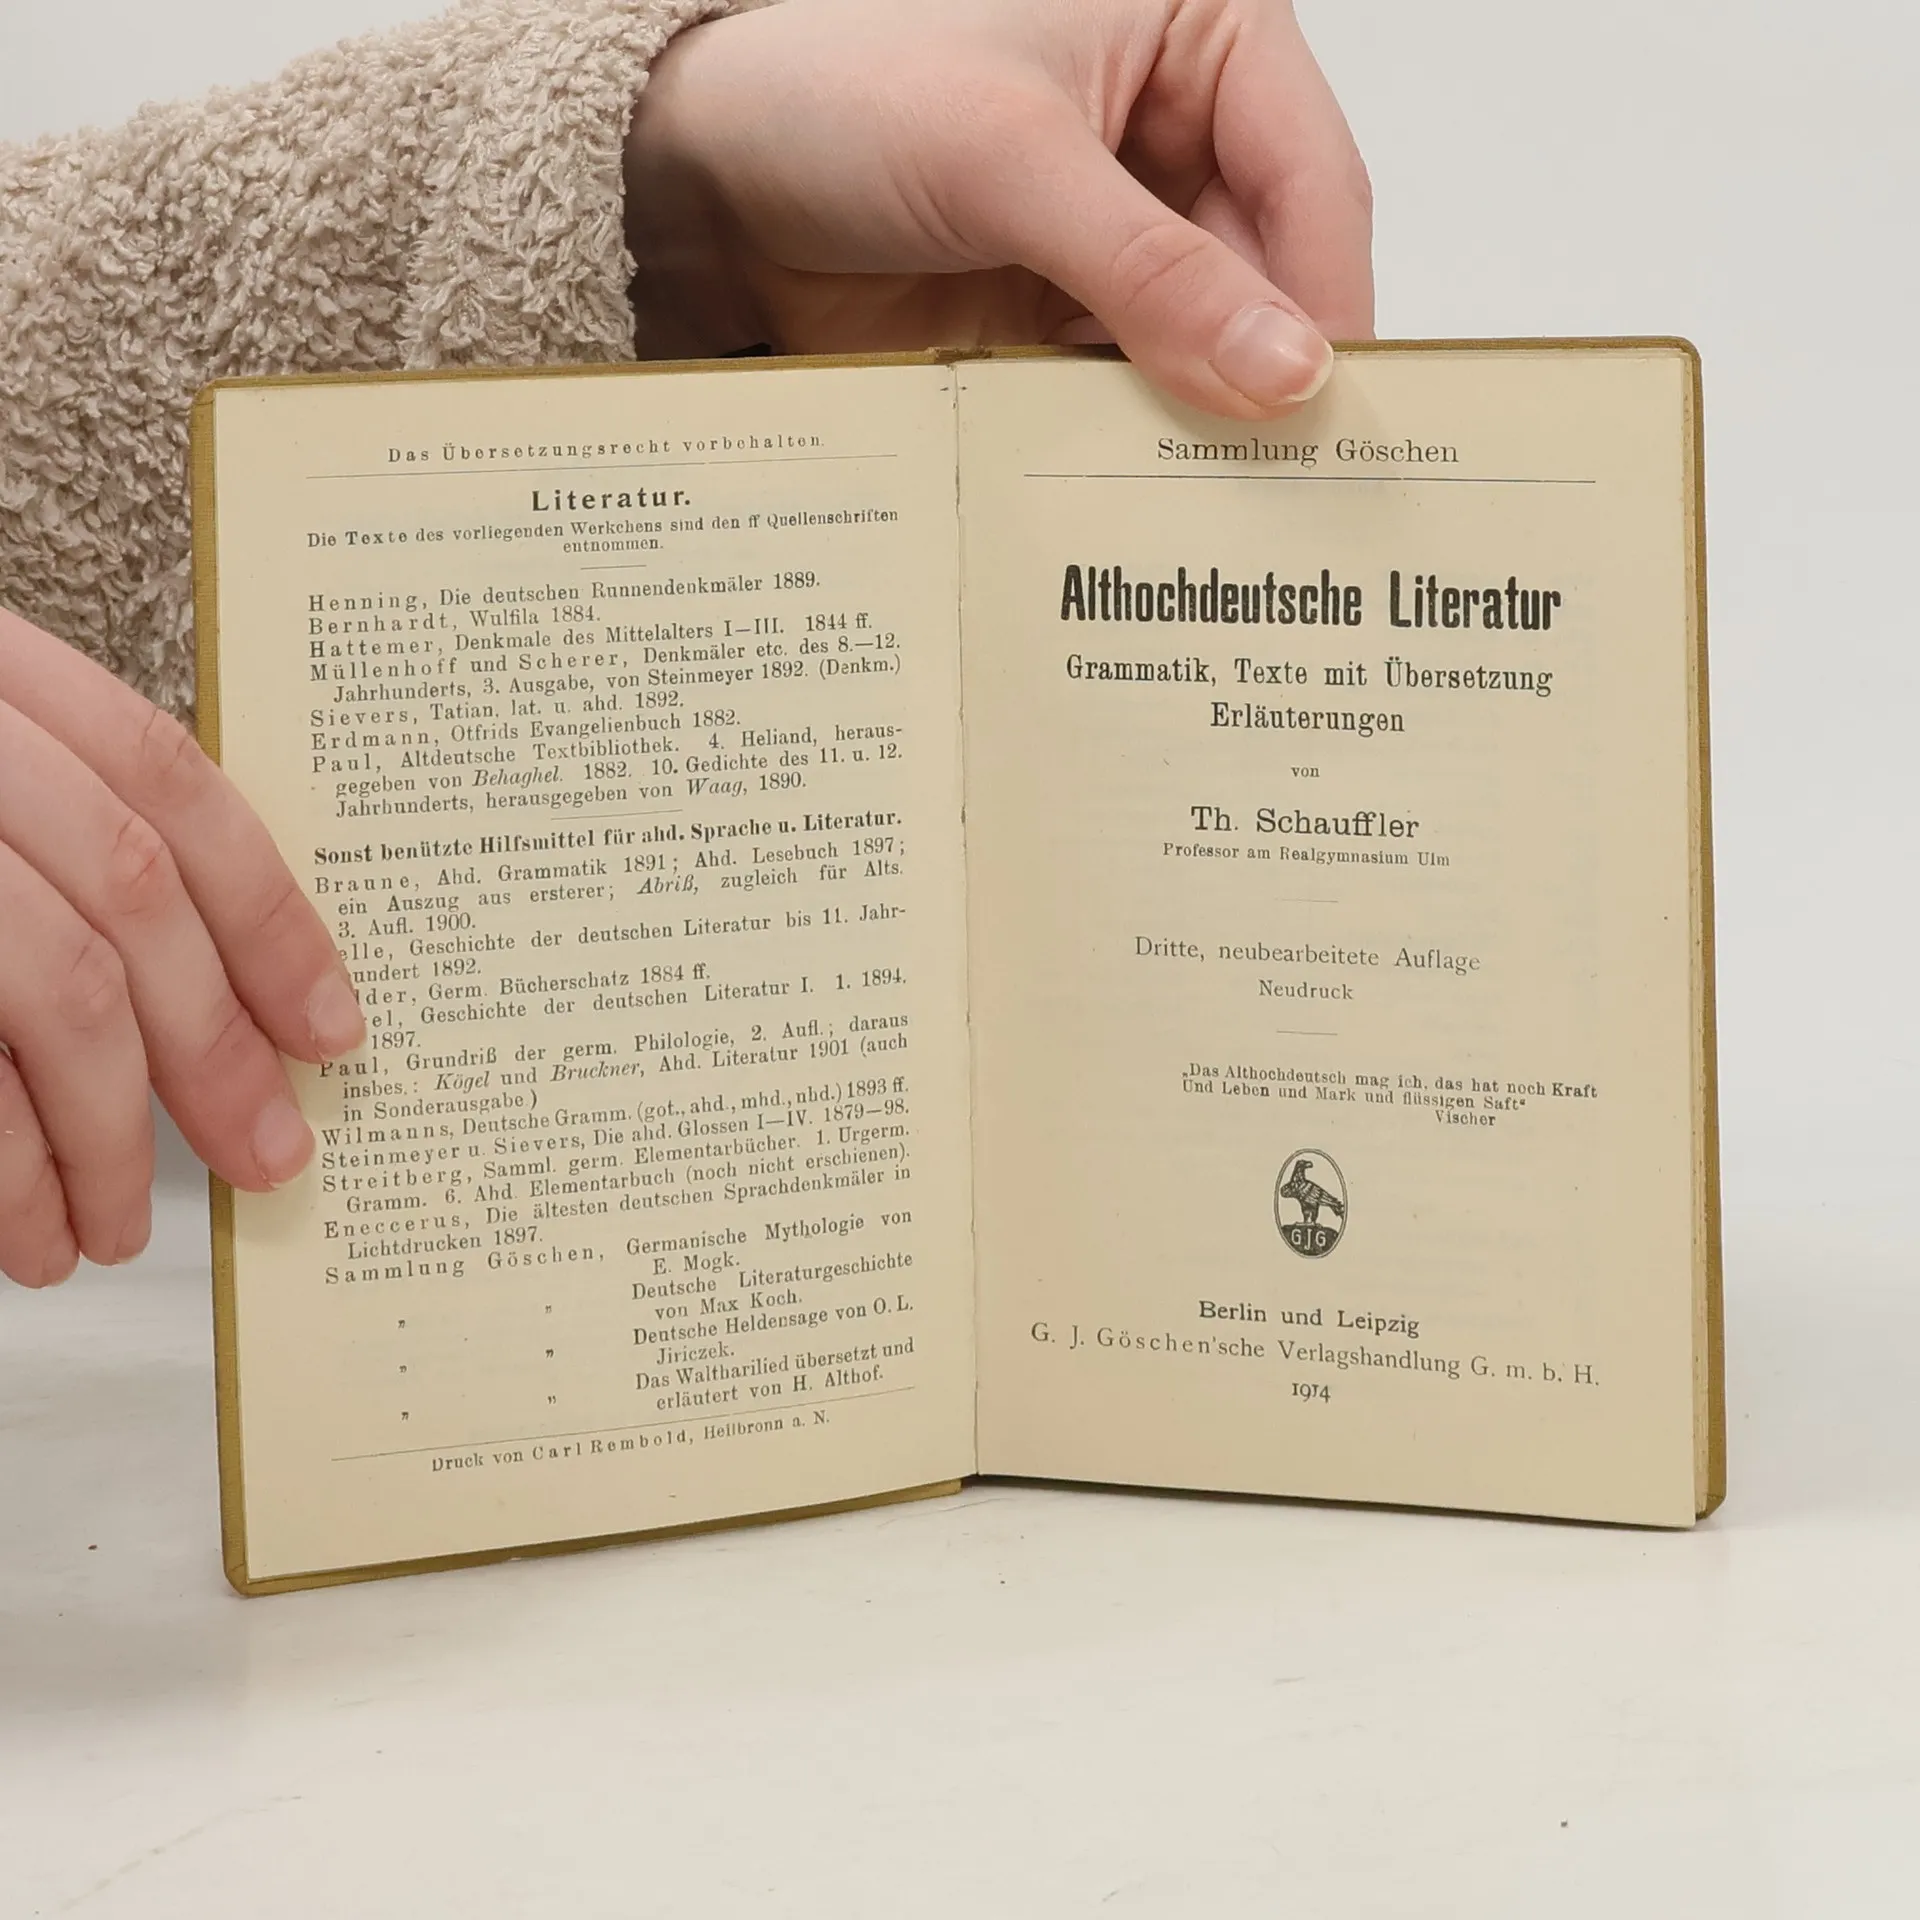 Das Übersetzungsrecht vorbehalten.
Literatur.
Die Texte des vorliegenden Werkchens sind den ff Quellenschriften
entnommen.
Henning, Die deutschen Runnendenkmäler 1889.
Bernhardt, Wulfila 1884.
Hattemer, Denkmale des Mittelalters I—III. 1844 ff.
Müllenhoff und Scherer, Denkmäler etc. des 8.—12.
Jahrhunderts, 3. Ausgabe, von Steinmeyer 1892. (Denkm.)
Sievers, Tatian, lat. u. ahd. 1892.
Erdmann, Otfrids Evangelienbuch 1882.
Paul, Altdeutsche Textbibliothek. 4. Heliand, heraus-
gegeben von Behaghel. 1882. 10. Gedichte des 11. u. 12.
Jahrhunderts, herausgegeben von Waag, 1890.
Sonst benützte Hilfsmittel für ahd. Sprache u. Literatur.
Braune, Ahd. Grammatik 1891; Ahd. Lesebuch 1897;
ein Auszug aus ersterer; Abriß, zugleich für Alts.
3. Aufl. 1900.
elle, Geschichte der deutschen Literatur bis 11. Jahr-
undert 1892.
lder, Germ. Bücherschatz 1884 ff.
el, Geschichte der deutschen Literatur I. 1. 1894.
1897.
Paul, Grundriß der germ. Philologie, 2. Aufl.; daraus
insbes.: Kögel und Bruckner, Ahd. Literatur 1901 (auch
in Sonderausgabe.)
Wilmanns, Deutsche Gramm. (got., ahd., mhd., nhd.) 1893 ff.
Steinmeyer u. Sievers, Die ahd. Glossen I—IV. 1879—98.
Streitberg, Samml. germ. Elementarbücher. 1. Urgerm.
Gramm. 6. Ahd. Elementarbuch (noch nicht erschienen).
Eneccerus, Die ältesten deutschen Sprachdenkmäler in
Lichtdrucken 1897.
Sammlung Göschen, Germanische Mythologie von
E. Mogk.
„ „ Deutsche Literaturgeschichte
von Max Koch.
„ „ Deutsche Heldensage von O. L.
Jiriczek.
„ „ Das Waltharilied übersetzt und
erläutert von H. Althof.
Druck von Carl Rembold, Heilbronn a. N.
Sammlung Göschen
Althochdeutsche Literatur
Grammatik, Texte mit Übersetzung
Erläuterungen
von
Th. Schauffler
Professor am Realgymnasium Ulm
Dritte, neubearbeitete Auflage
Neudruck
„Das Althochdeutsch mag ich, das hat noch Kraft
Und Leben und Mark und flüssigen Saft“
Vischer
GJG
Berlin und Leipzig
G. J. Göschen'sche Verlagshandlung G. m. b. H.
1914